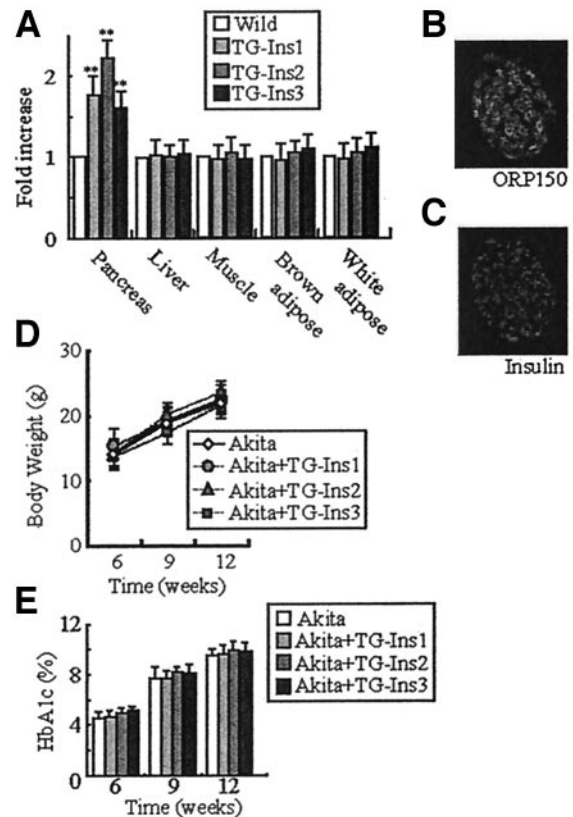 A
Wild
TG-Ins1
TG-Ins2
TG-Ins3
Fold increase
2
1
0
**
**
**
Pancreas
Liver
Muscle
Brown adipose
White adipose
B
ORP150
C
Insulin
D
Body Weight (g)
30
20
10
0
Akita
Akita+TG-Ins1
Akita+TG-Ins2
Akita+TG-Ins3
6 9 12
Time (weeks)
E
HbA1c (%)
12
8
4
0
Akita
Akita+TG-Ins1
Akita+TG-Ins2
Akita+TG-Ins3
6 9 12
Time (weeks)